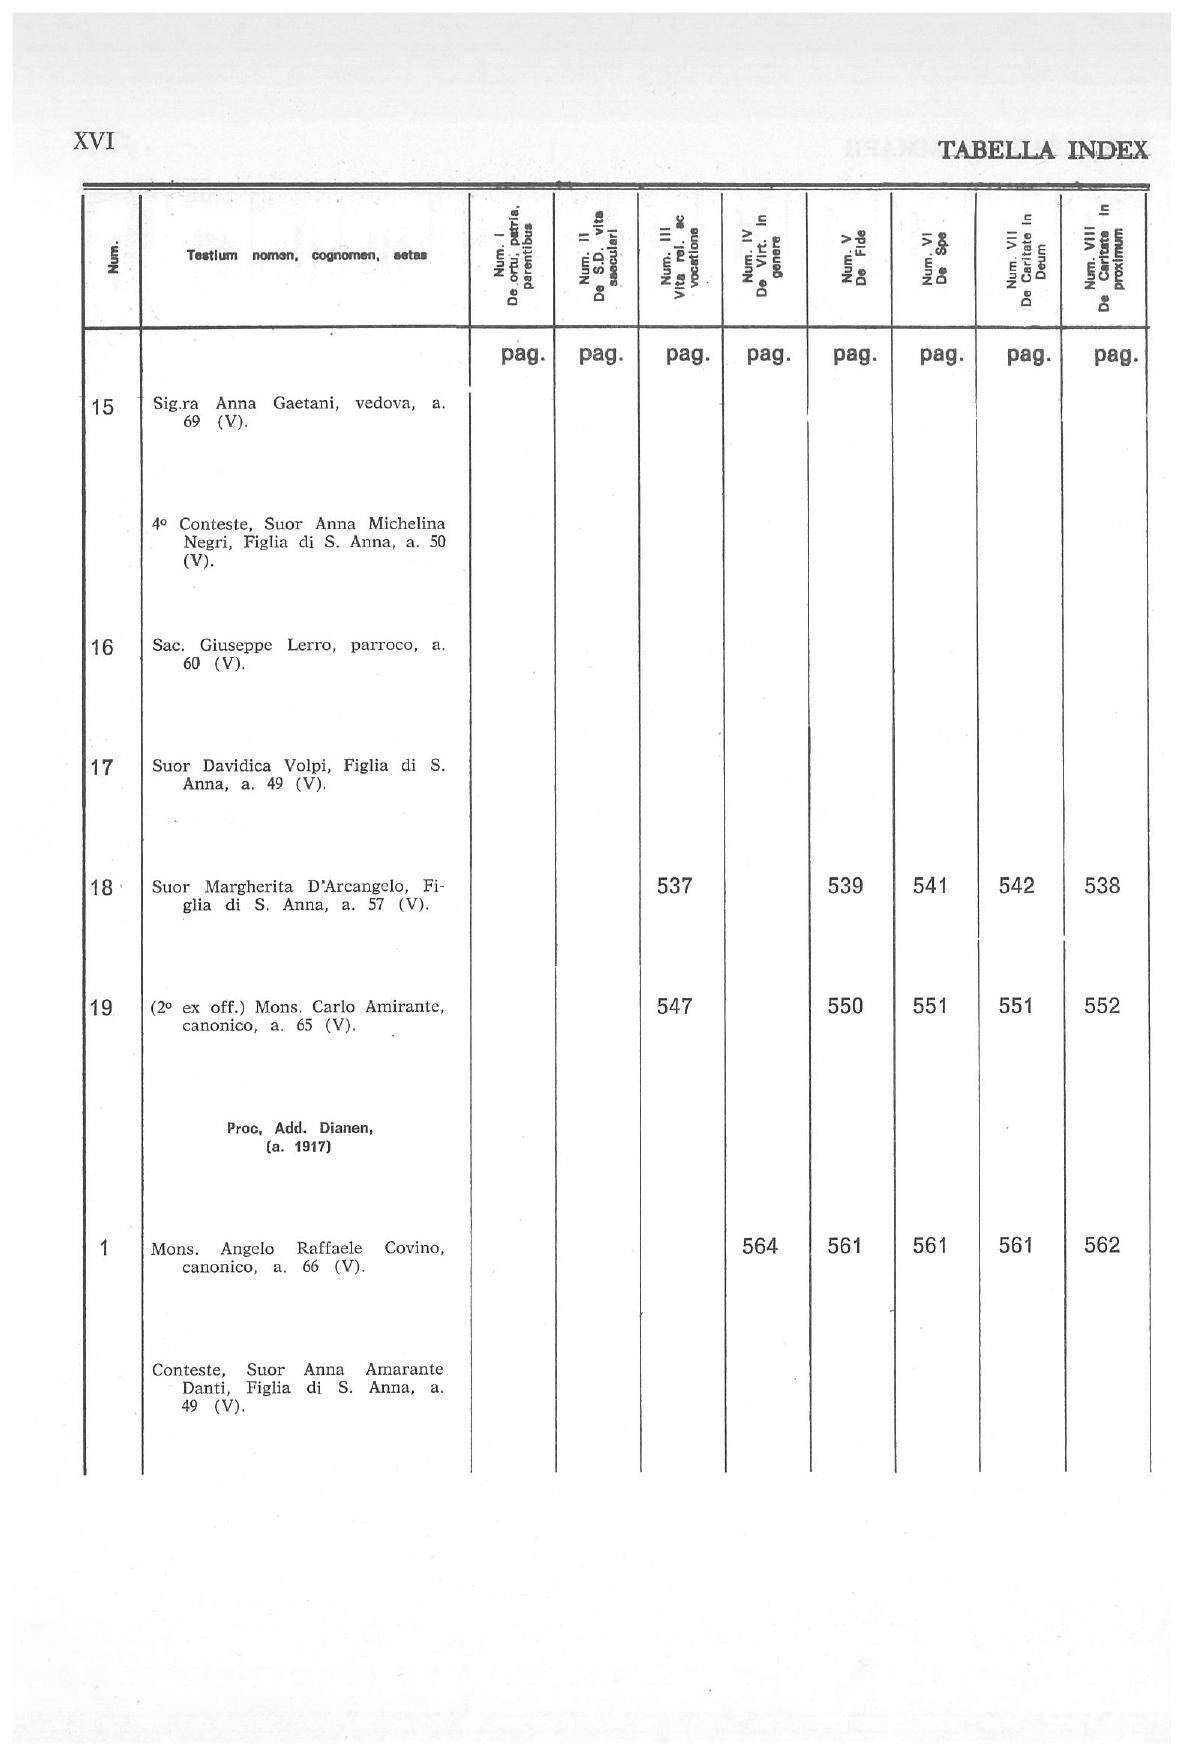 XVI
TABELLA INDEX
Num.
Testium nomen, cognomen, aetas
Num. I
De ortu, patria,
parentibus
Num. II
De S.D. vita
saeculari
Num. III
Vita rel. ac
vocatione
Num. IV
De Virt. in
genere
Num. V
De Fide
Num. VI
De Spe
Num. VII
De Caritate in
Deum
Num. VIII
De Caritate in
proximum
pag. pag. pag. pag. pag. pag. pag. pag.
15 Sig.ra Anna Gaetani, vedova, a.
69 (V).
4º Conteste, Suor Anna Michelina
Negri, Figlia di S. Anna, a. 50
(V).
16 Sac. Giuseppe Lerro, parroco, a.
60 (V).
17 Suor Davidica Volpi, Figlia di S.
Anna, a. 49 (V).
18 Suor Margherita D'Arcangelo, Fi- 537 539 541 542 538
glia di S. Anna, a. 57 (V).
19 (2º ex off.) Mons. Carlo Amirante, 547 550 551 551 552
canonico, a. 65 (V).
Proc, Add. Dianen,
(a. 1917)
1 Mons. Angelo Raffaele Covino, 564 561 561 561 562
canonico, a. 66 (V).
Conteste, Suor Anna Amarante
Danti, Figlia di S. Anna, a.
49 (V).